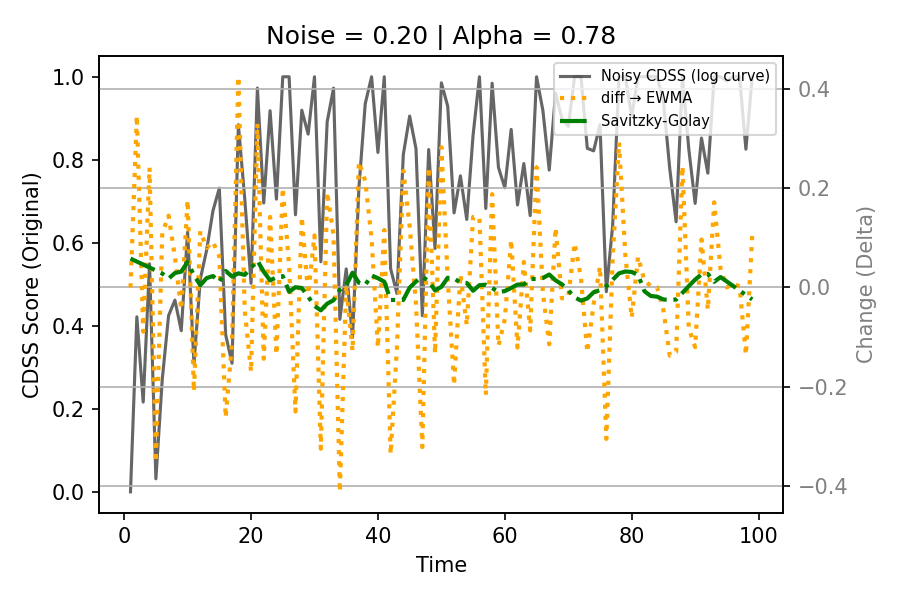 Noise = 0.20 | Alpha = 0.78
CDSS Score (Original)
1.0
0.8
0.6
0.4
0.2
0.0
Noisy CDSS (log curve)
diff → EWMA
Savitzky-Golay
0.4
0.2
0.0
−0.2
−0.4
Change (Delta)
0
20
40
60
80
100
Time